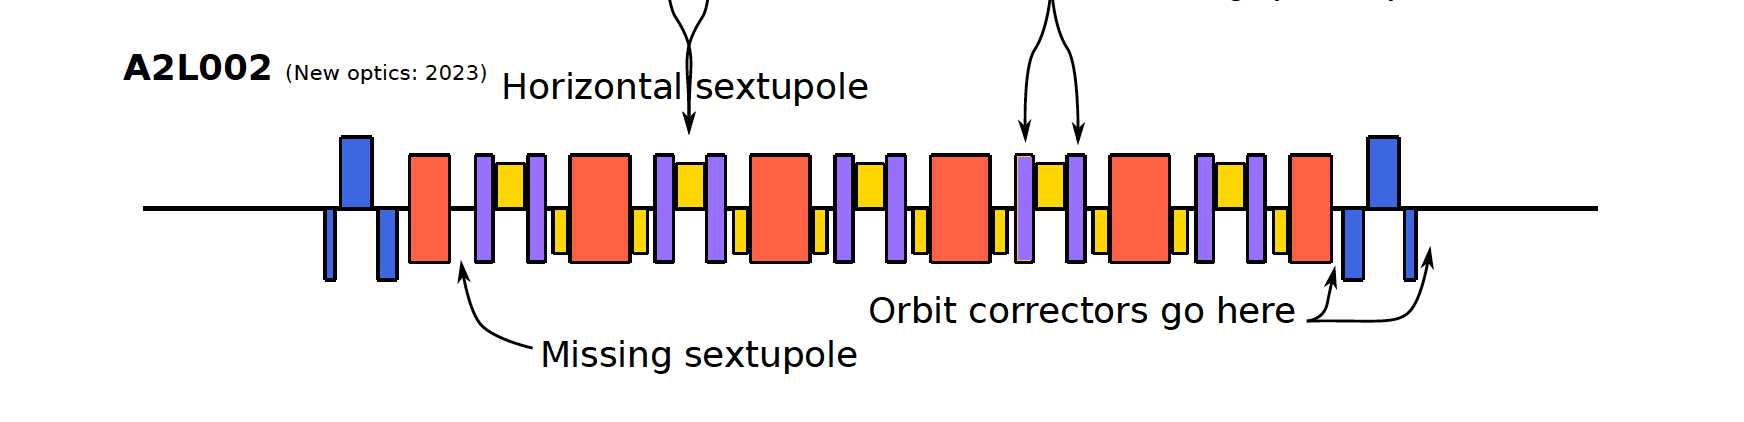 A2L002 (New optics: 2023)
Horizontal sextupole
Orbit correctors go here
Missing sextupole